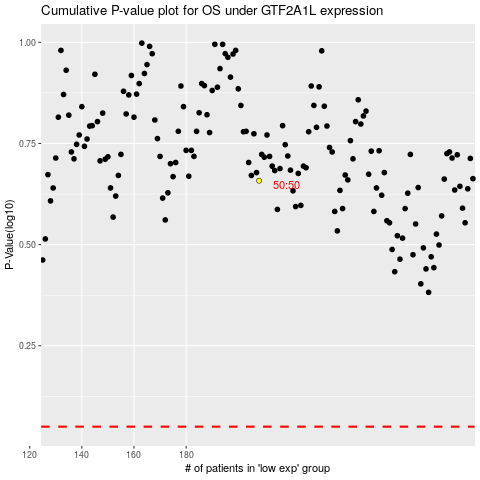 Cumulative P-value plot for OS under GTF2A1L expression
P-Value(log10)
1.00
0.75
0.50
0.25
50:50
120 140 160 180
# of patients in 'low exp' group